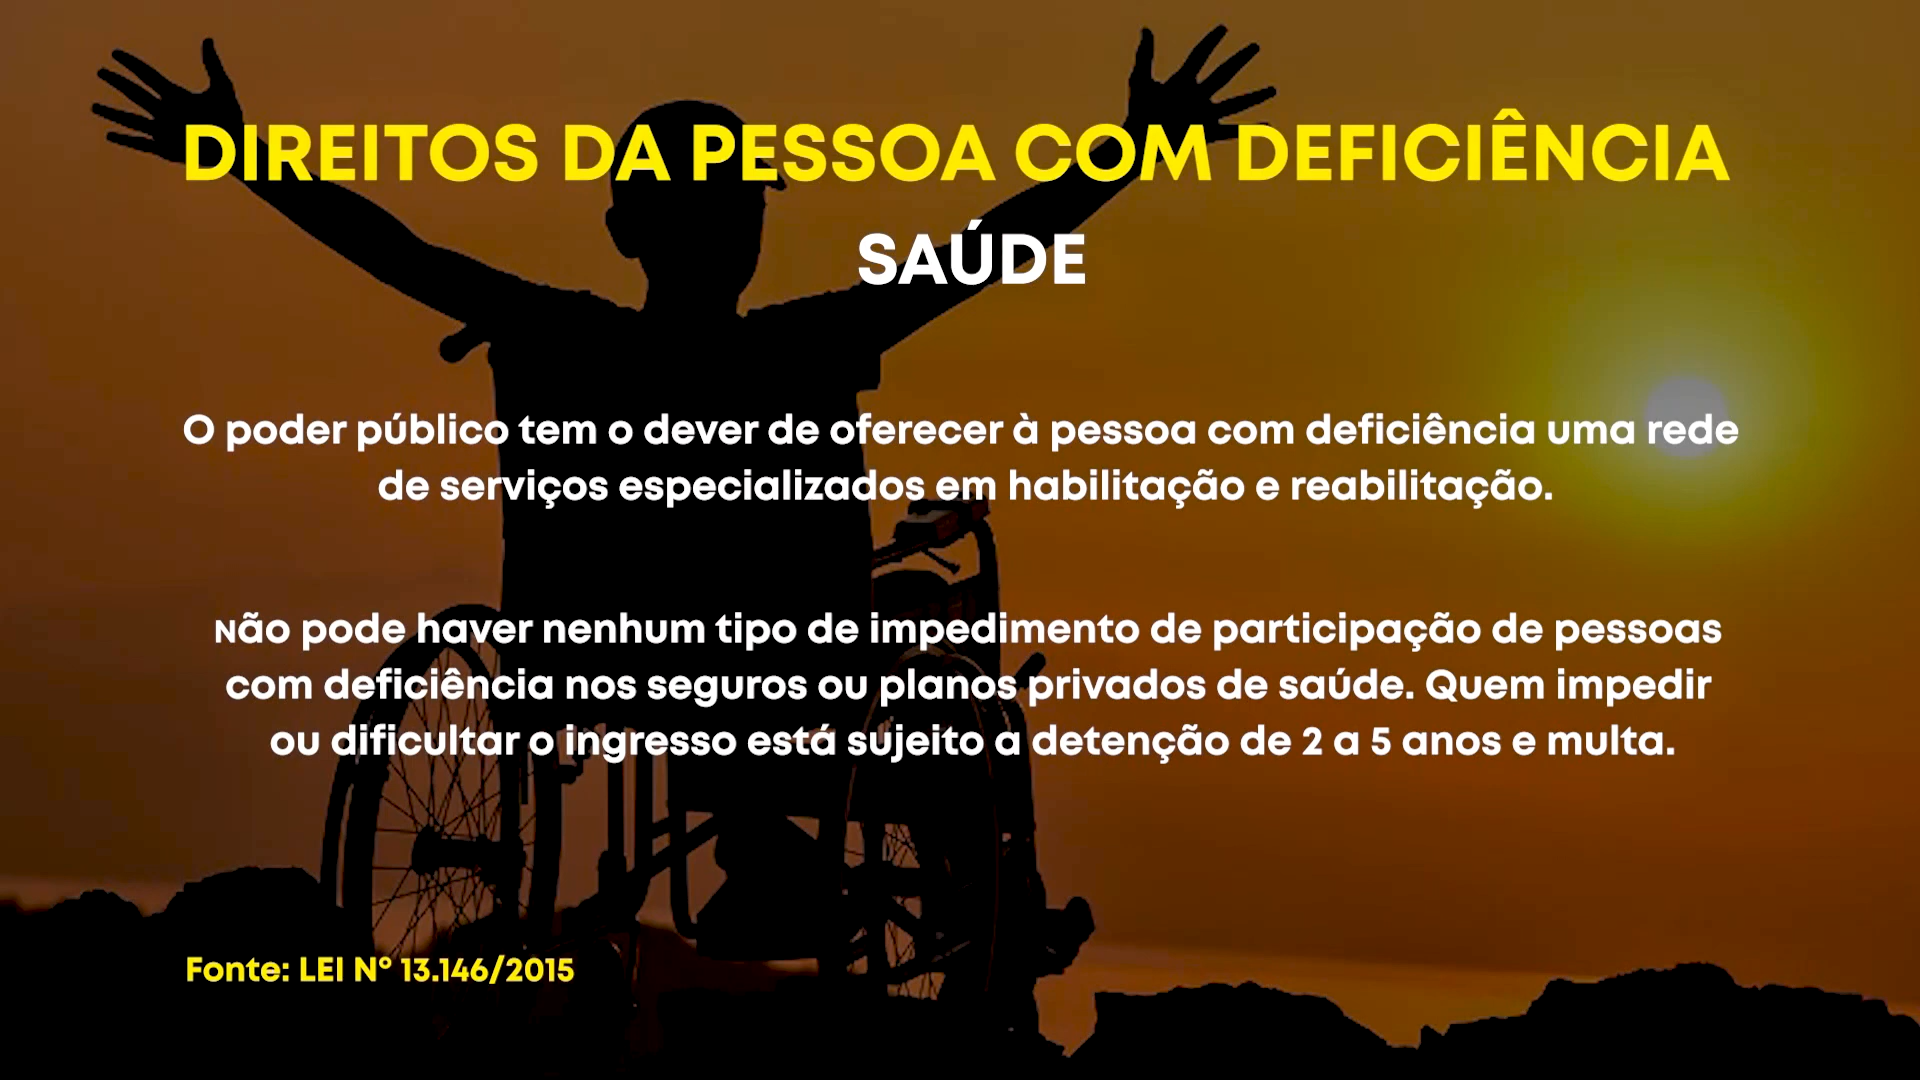 DIREITOS DA PESSOA COM DEFICIÊNCIA
SAÚDE
O poder público tem o dever de oferecer à pessoa com deficiência uma rede
de serviços especializados em habilitação e reabilitação.
Não pode haver nenhum tipo de impedimento de participação de pessoas
com deficiência nos seguros ou planos privados de saúde. Quem impedir
ou dificultar o ingresso está sujeito a detenção de 2 a 5 anos e multa.
Fonte: LEI Nº 13.146/2015